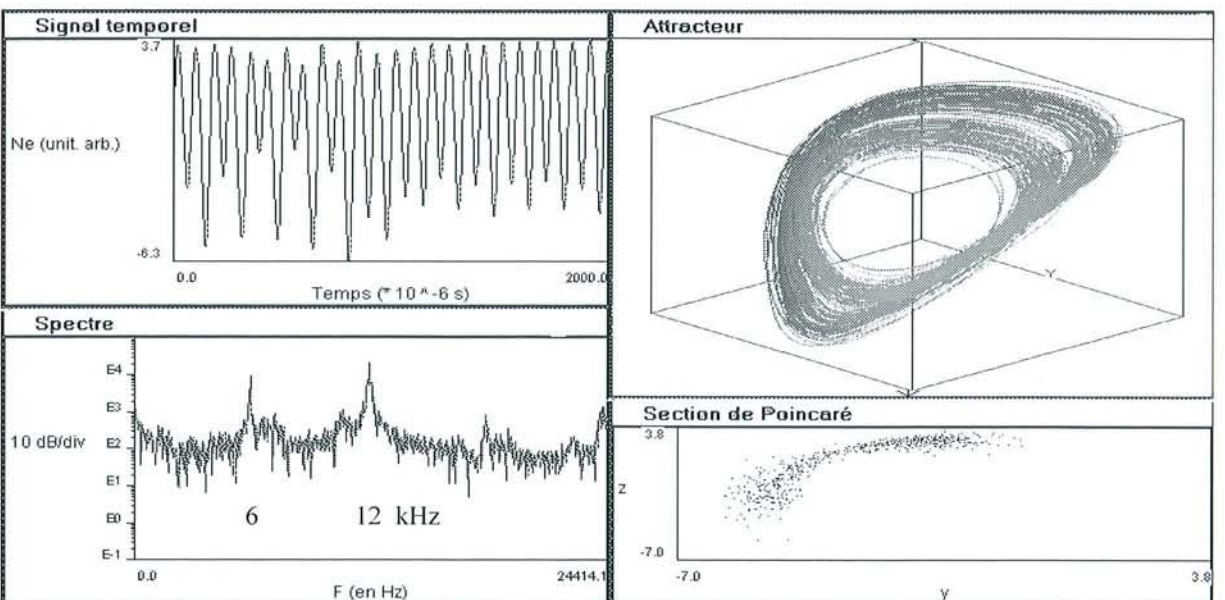 Signal temporel
3.7
Ne (unit. arb.)
-6.3
0.0
2000.0
Temps (* 10 ^ -6 s)
Spectre
E4
E3
10 dB/div
E2
E1
E0
E-1
6
12 kHz
0.0
24414.1
F (en Hz)
Attracteur
Y
Section de Poincaré
3.8
z
-7.0
-7.0
3.8
y